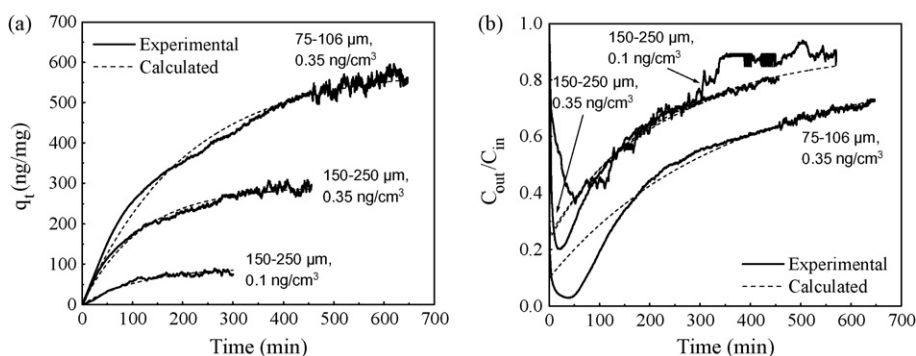 (a)
700
600
500
400
300
200
100
0
qt(ng/mg)
Experimental
Calculated
75-106 μm,
0.35 ng/cm³
150-250 μm,
0.35 ng/cm³
150-250 μm,
0.1 ng/cm³
0 100 200 300 400 500 600 700
Time (min)
(b)
1.0
0.8
0.6
0.4
0.2
0.0
Cout/Cin
150-250 μm,
0.1 ng/cm³
150-250 μm,
0.35 ng/cm³
75-106 μm,
0.35 ng/cm³
Experimental
Calculated
0 100 200 300 400 500 600 700
Time (min)